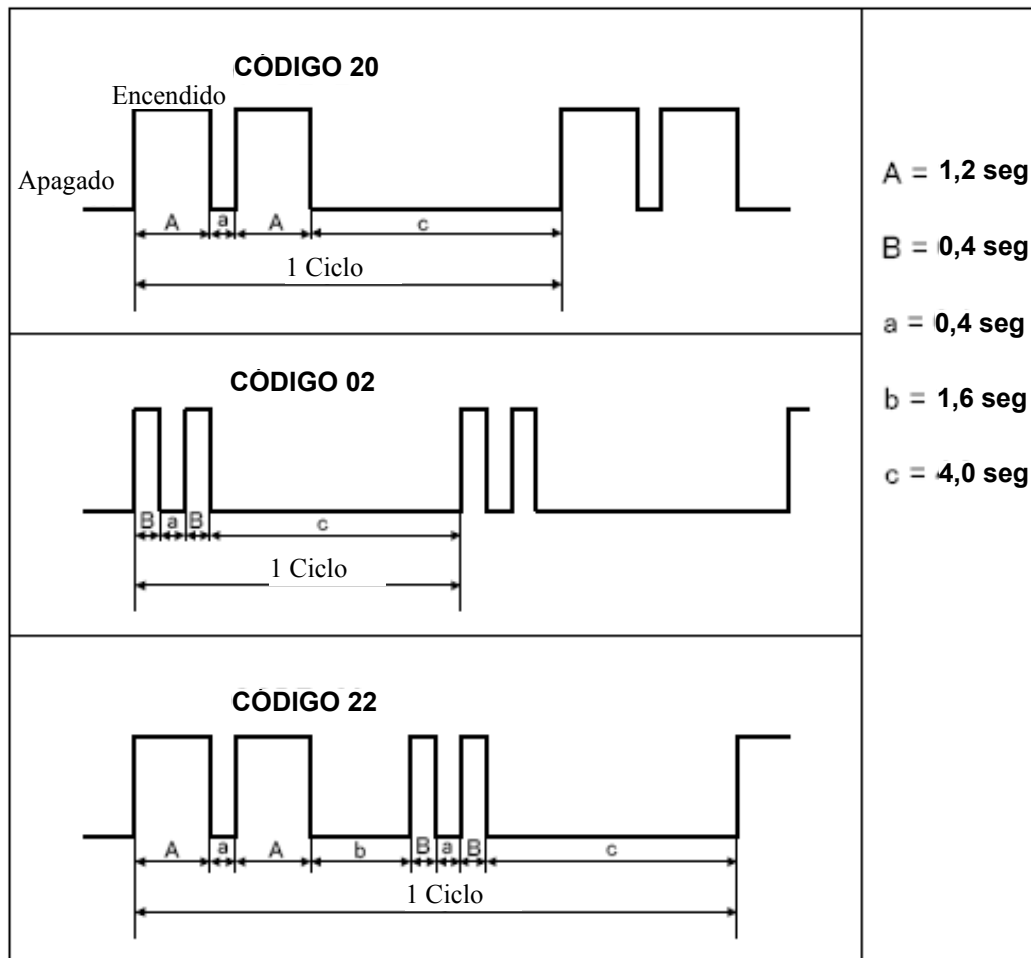 CÓDIGO 20
Encendido
Apagado
A a A c
1 Ciclo
CÓDIGO 02
B a B c
1 Ciclo
CÓDIGO 22
A a A b B a B c
1 Ciclo
A = 1,2 seg
B = 0,4 seg
a = 0,4 seg
b = 1,6 seg
c = 4,0 seg